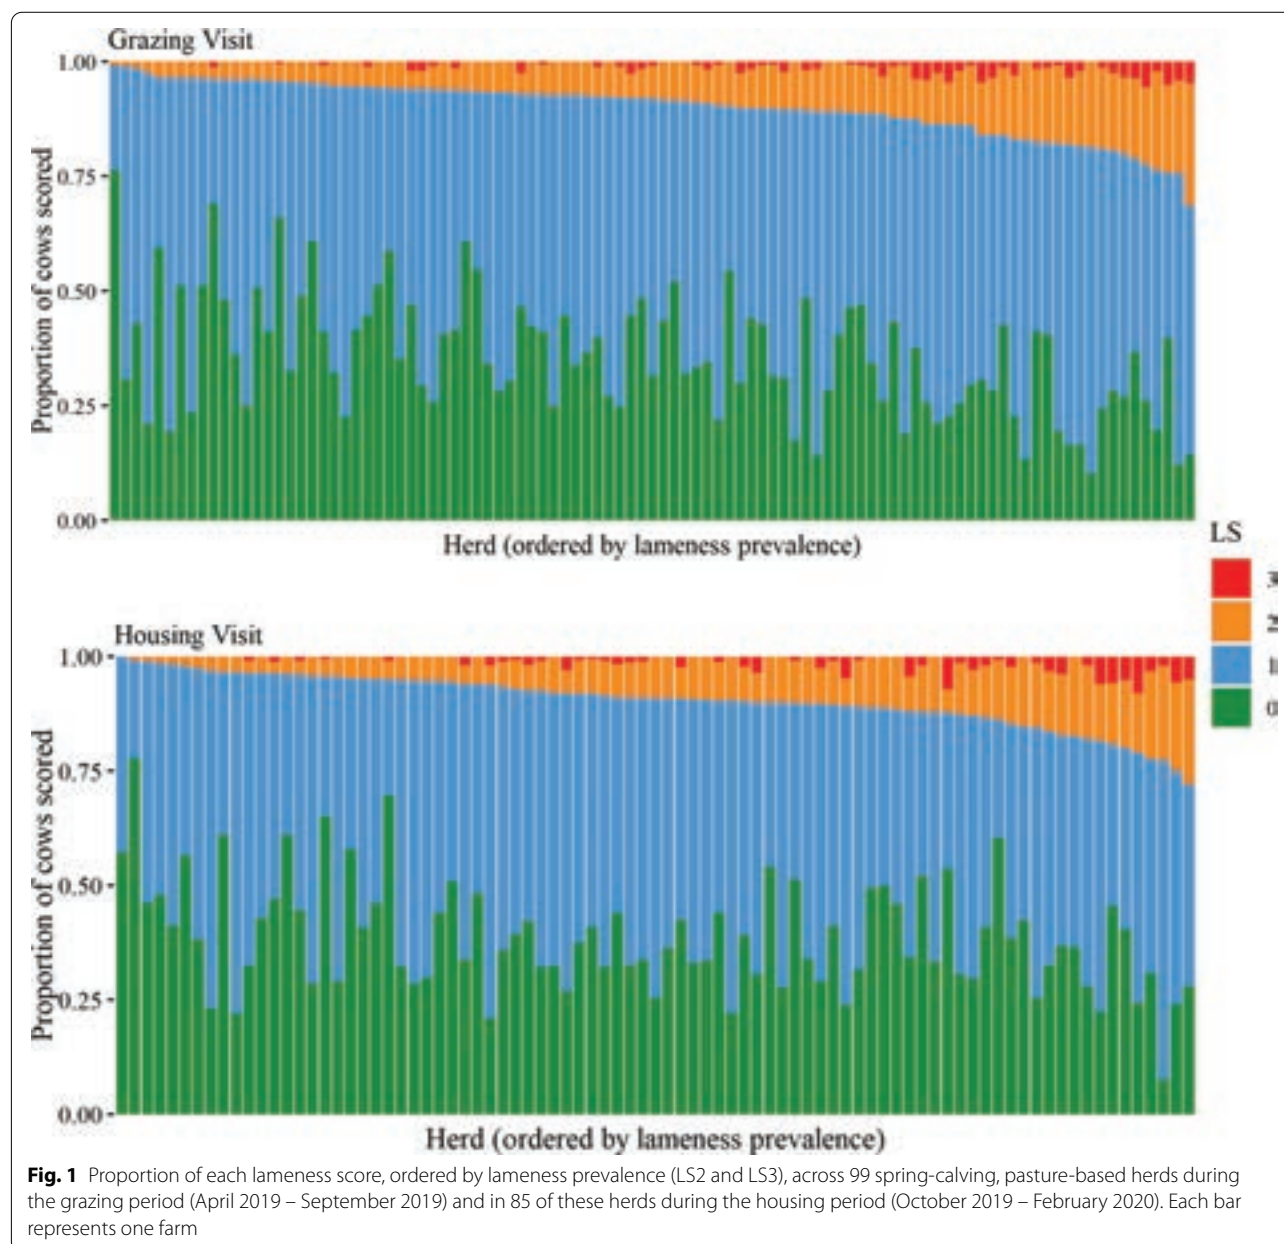 Grazing Visit
1.00
0.75
0.50
0.25
0.00
Proportion of cows scored
Herd (ordered by lameness prevalence)
LS
0
Housing Visit
1.00
0.75
0.50
0.25
0.00
Proportion of cows scored
Herd (ordered by lameness prevalence)
Fig. 1 Proportion of each lameness score, ordered by lameness prevalence (LS2 and LS3), across 99 spring-calving, pasture-based herds during
the grazing period (April 2019 – September 2019) and in 85 of these herds during the housing period (October 2019 – February 2020). Each bar
represents one farm